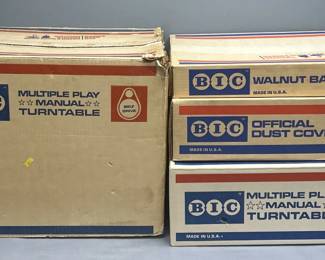 MULTIPLE PLAY
☆☆ MANUAL ☆☆
TURNTABLE
BIC
WALNUT BA
MADE IN U.S.A.
BIC
OFFICIAL
DUST COV
MADE IN U.S.A.
BIC
MULTIPLE PL
☆☆ MANUAL ☆
TURNTABL
MADE IN U.S.A.